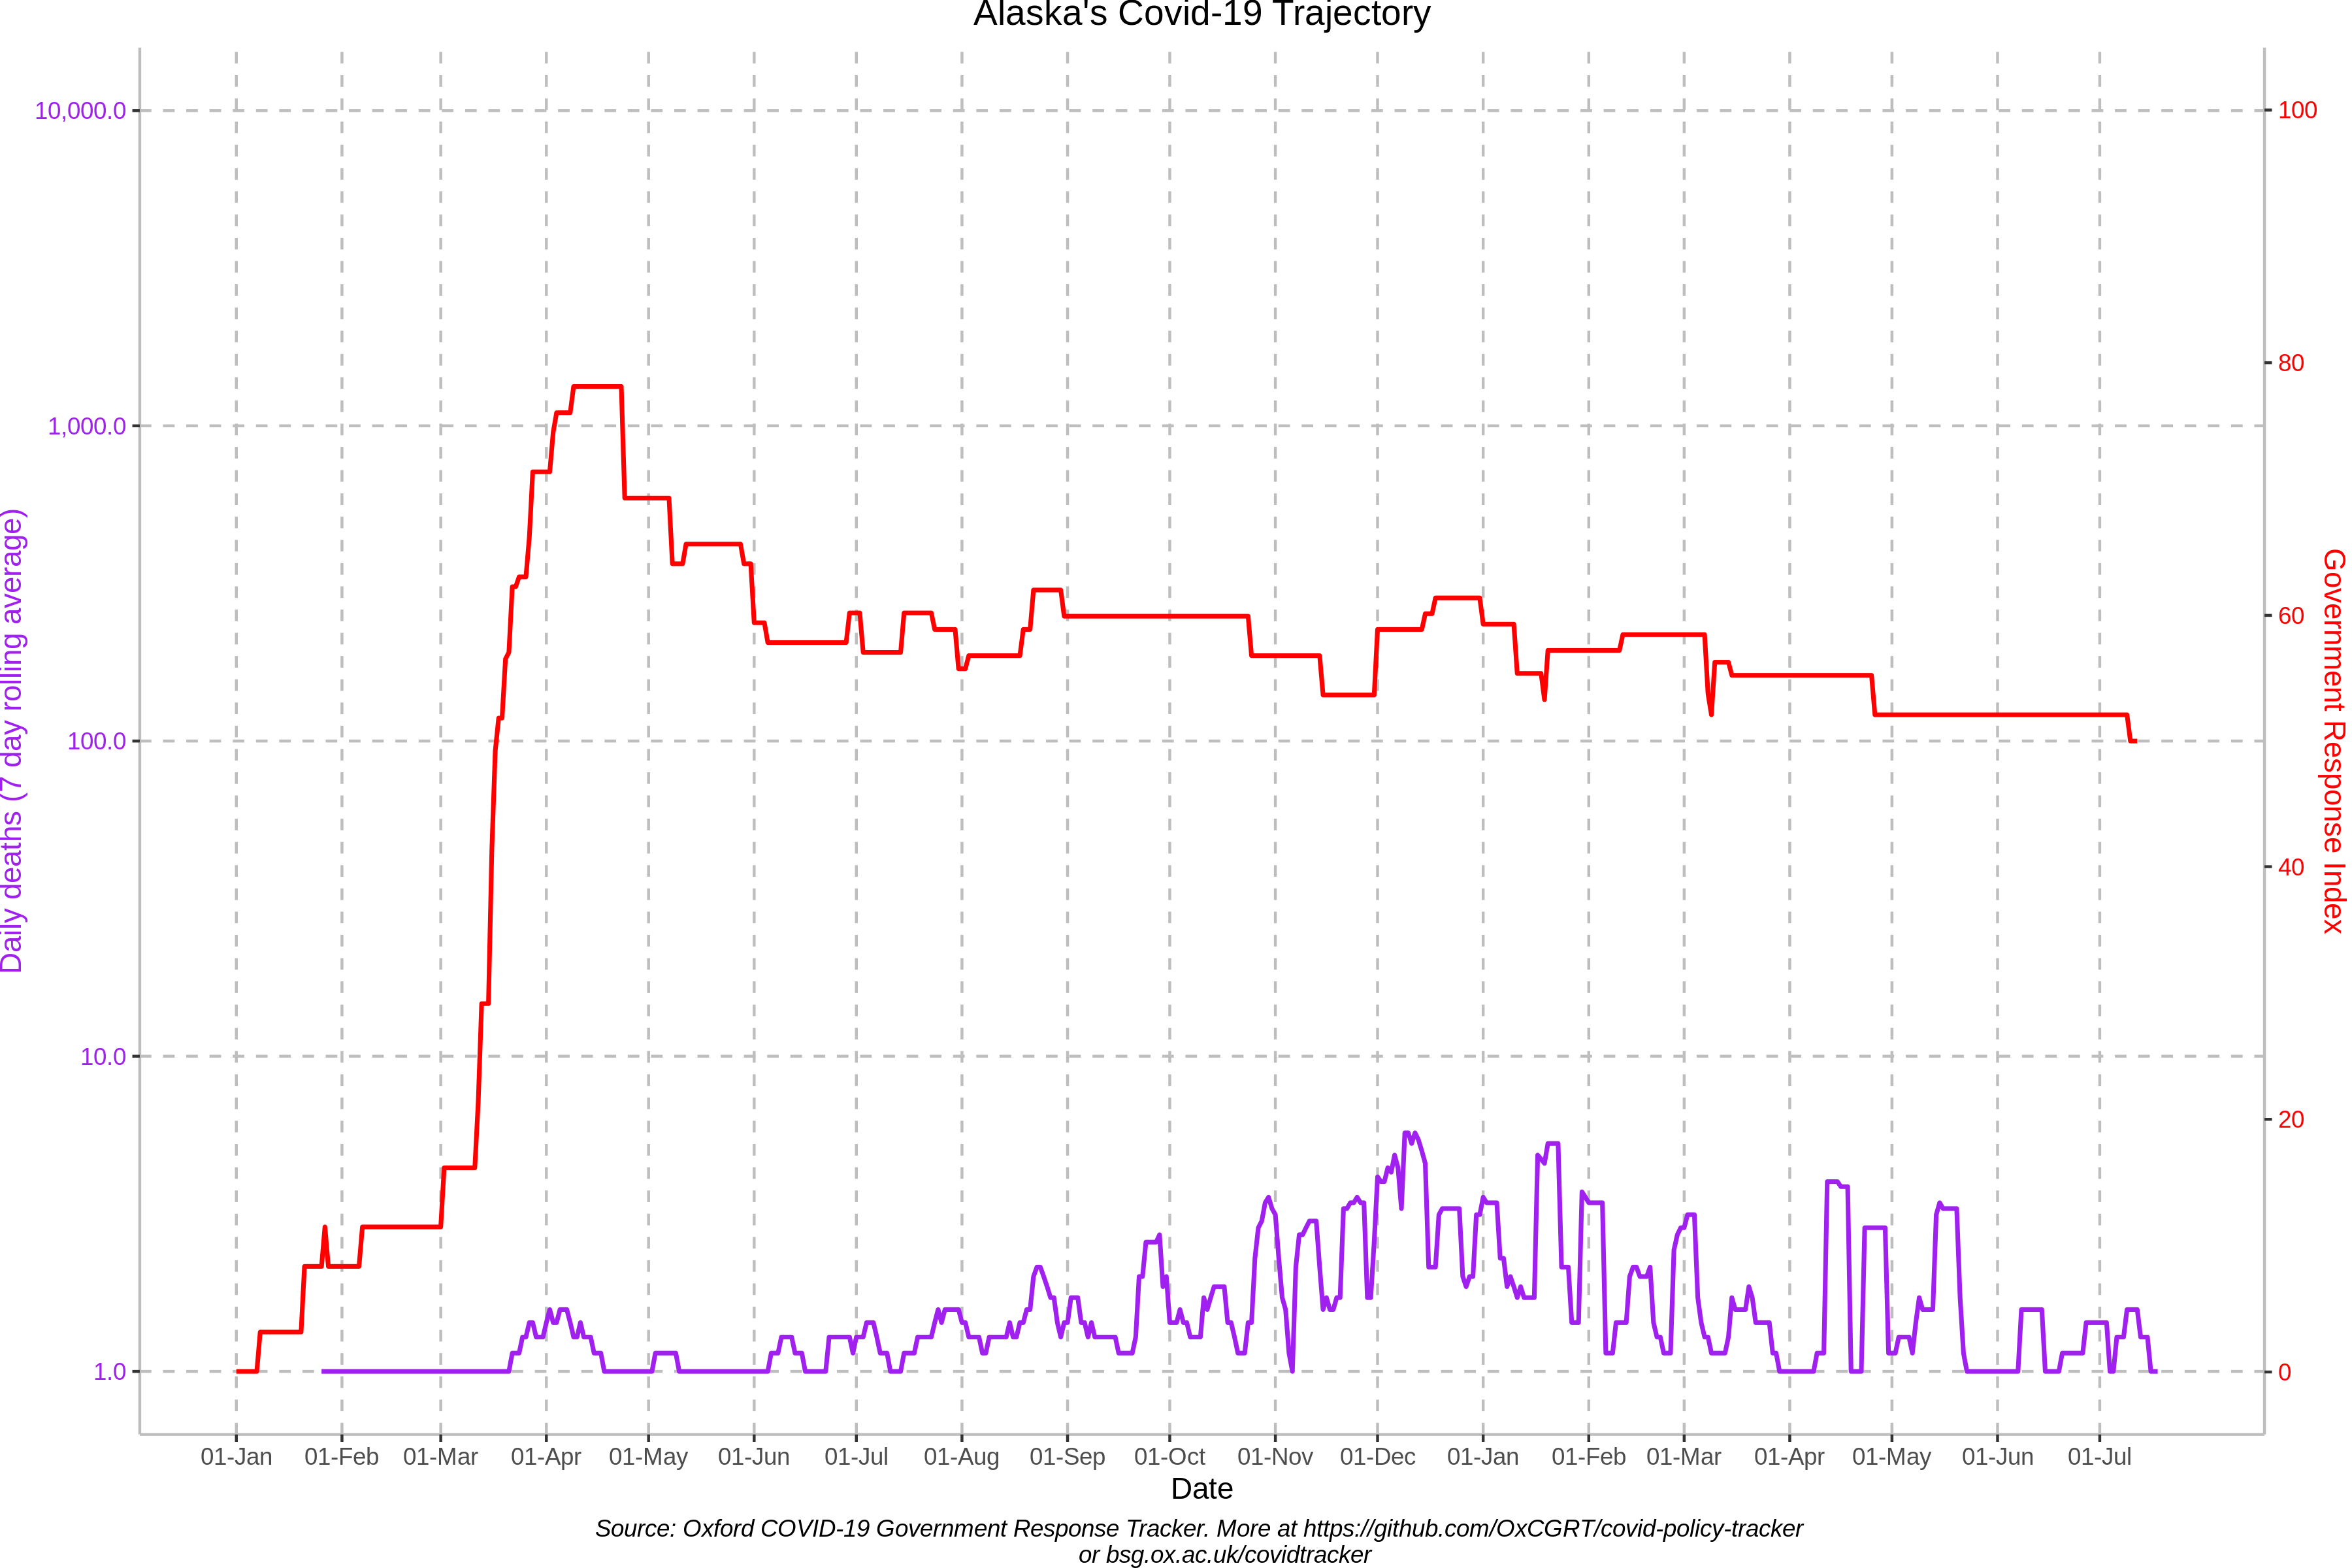 Alaska's Covid-19 Trajectory
10,000.0
1,000.0
100.0
10.0
1.0
Daily deaths (7 day rolling average)
100
80
60
40
20
0
Government Response Index
01-Jan 01-Feb 01-Mar 01-Apr 01-May 01-Jun 01-Jul 01-Aug 01-Sep 01-Oct 01-Nov 01-Dec 01-Jan 01-Feb 01-Mar 01-Apr 01-May 01-Jun 01-Jul
Date
Source: Oxford COVID-19 Government Response Tracker. More at https://github.com/OxCGRT/covid-policy-tracker
or bsg.ox.ac.uk/covidtracker